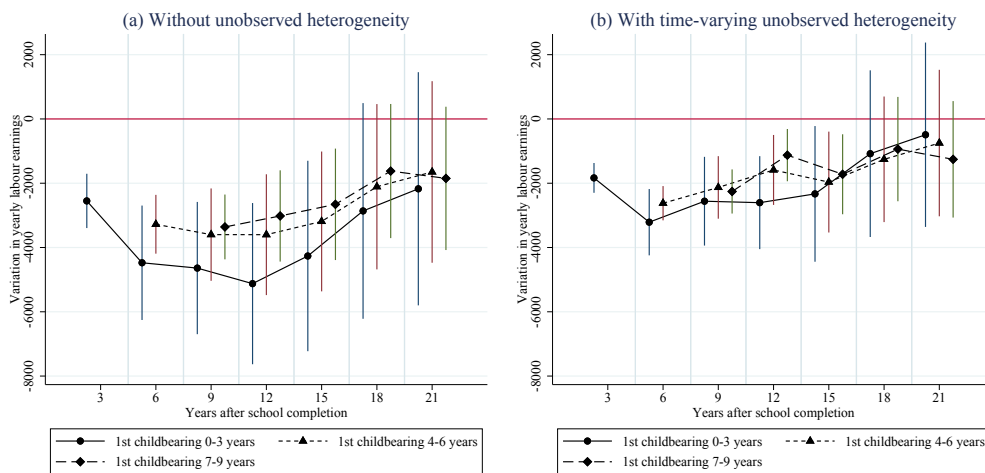 (a) Without unobserved heterogeneity
Variation in yearly labour earnings
2000
0
-2000
-4000
-6000
-8000
3 6 9 12 15 18 21
Years after school completion
1st childbearing 0-3 years
1st childbearing 4-6 years
1st childbearing 7-9 years
(b) With time-varying unobserved heterogeneity
Variation in yearly labour earnings
2000
0
-2000
-4000
-6000
-8000
3 6 9 12 15 18 21
Years after school completion
1st childbearing 0-3 years
1st childbearing 4-6 years
1st childbearing 7-9 years